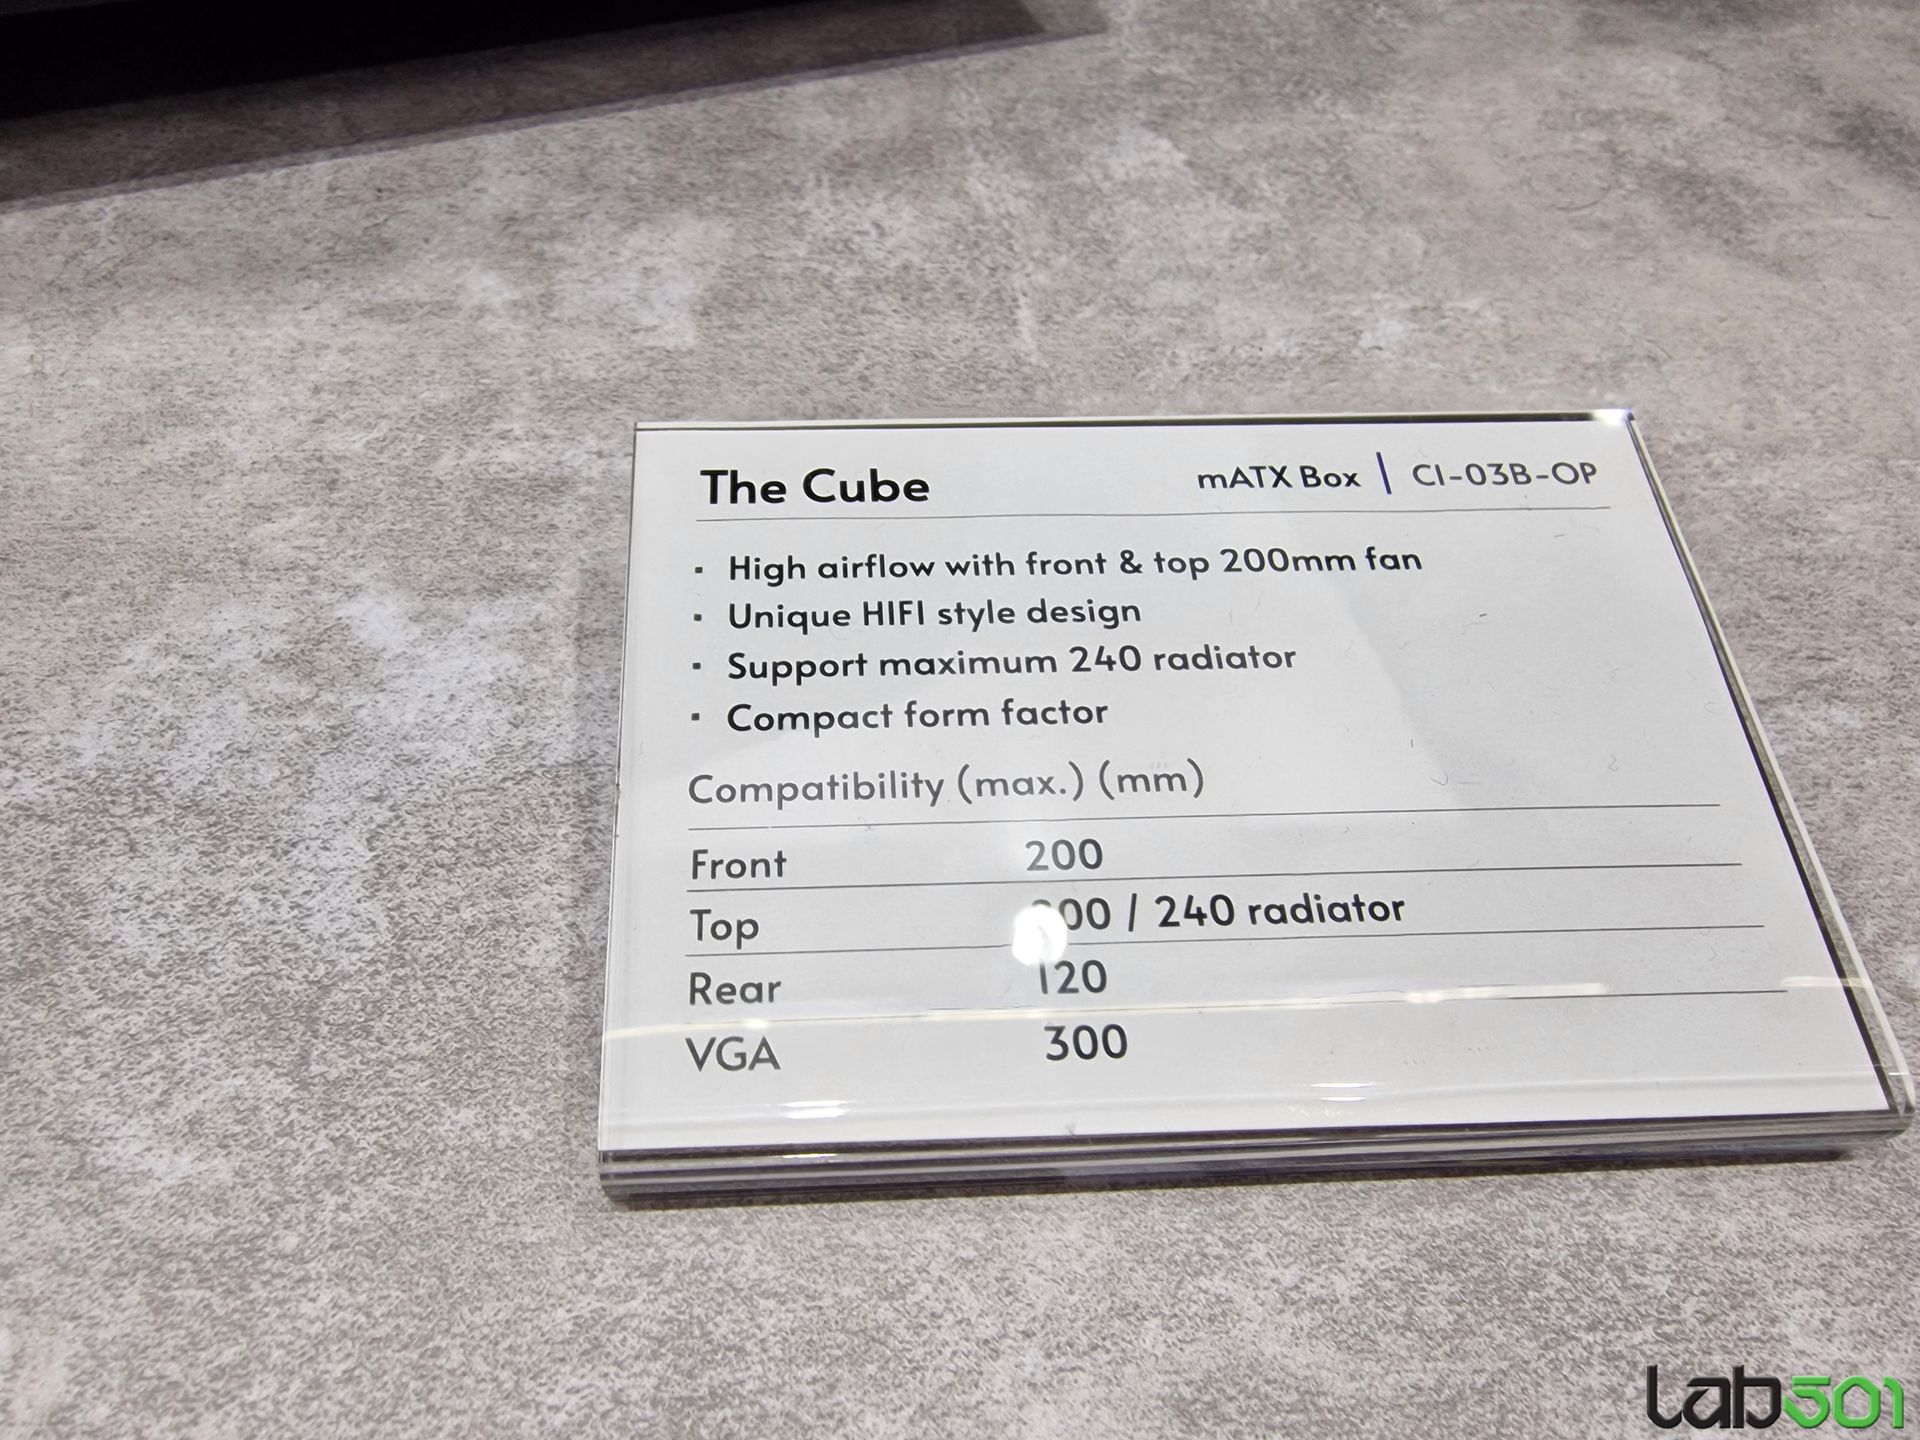 The Cube mATX Box | CI-03B-OP
· High airflow with front & top 200mm fan
· Unique HIFI style design
· Support maximum 240 radiator
· Compact form factor
Compatibility (max.) (mm)
Front 200
Top 200 / 240 radiator
Rear 120
VGA 300
Lab501